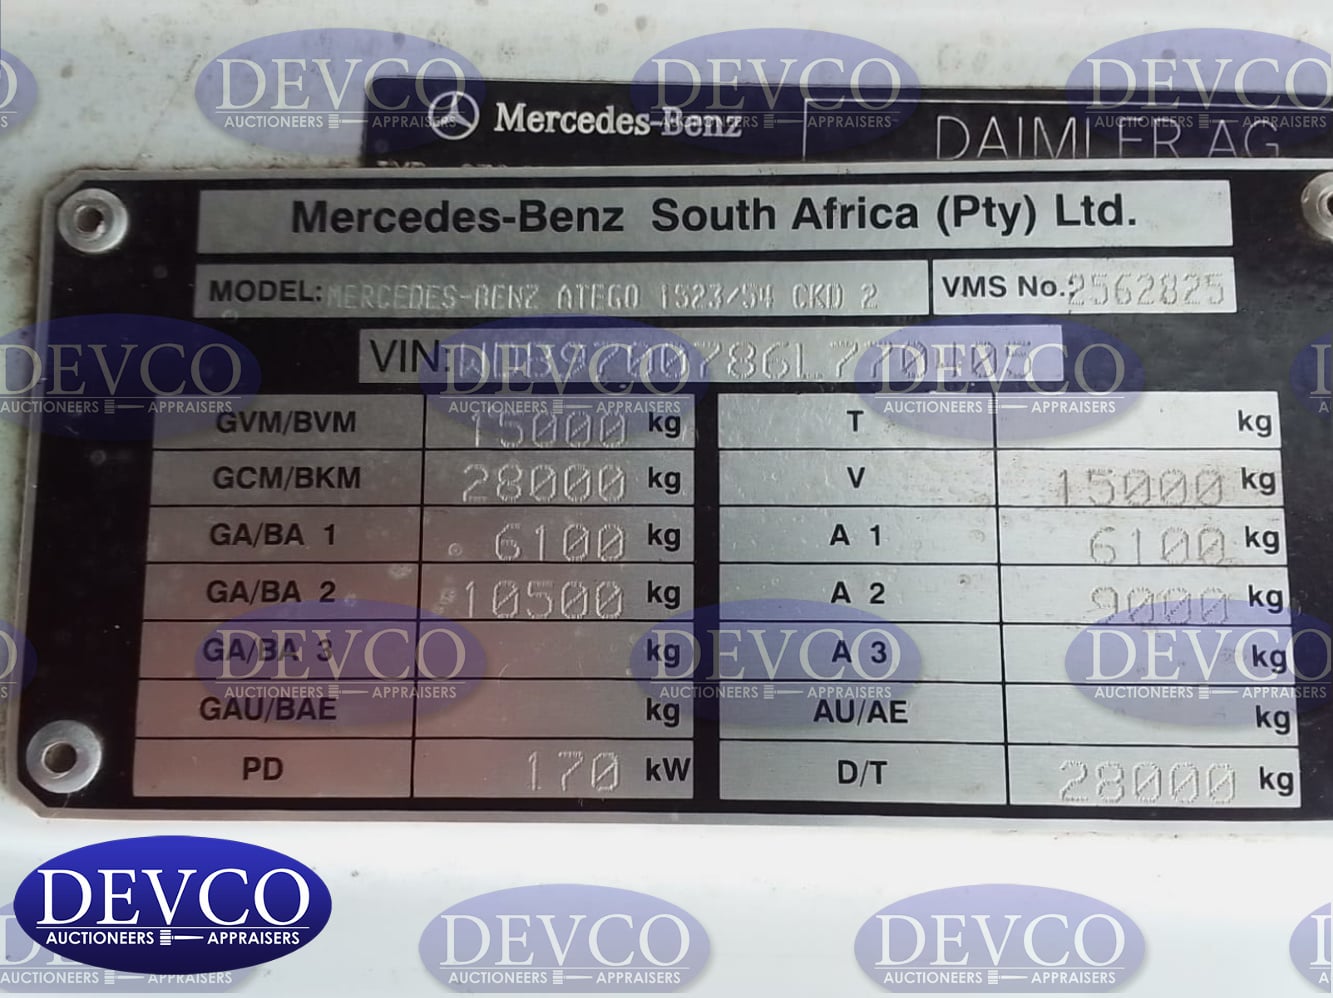 Mercedes-Benz DAIMLER AG
Mercedes-Benz South Africa (Pty) Ltd.
MODEL: MERCEDES-BENZ ATEGO 1523/54 CKD 2 VMS No. 2562825
VIN:
GVM/BVM 15000 kg T kg
GCM/BKM 28000 kg V 15000 kg
GA/BA 1 6100 kg A 1 6100 kg
GA/BA 2 10500 kg A 2 9000 kg
GA/BA 3 kg A 3 kg
GAU/BAE kg AU/AE kg
PD 170 kW D/T 28000 kg
DEVCO
AUCTIONEERS APPRAISERS